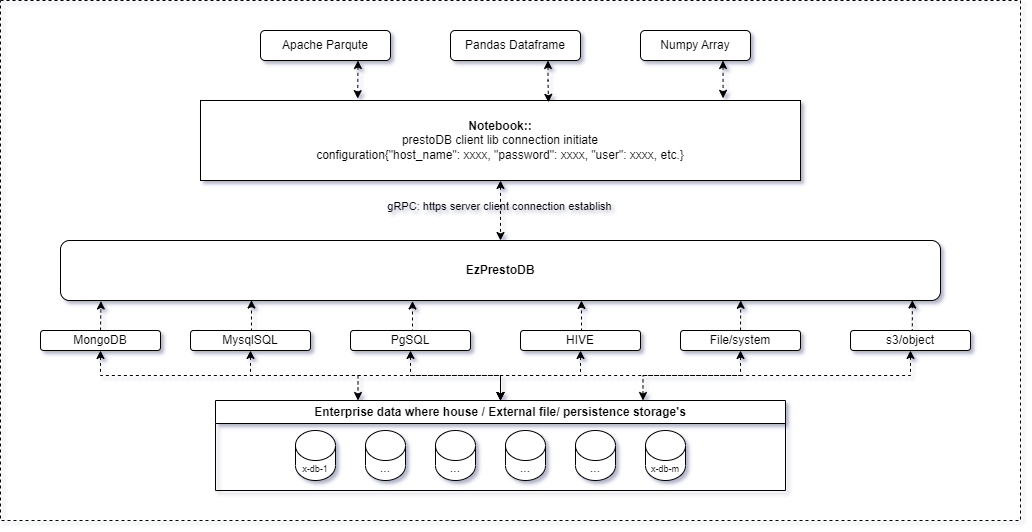 Apache Parqute
Pandas Dataframe
Numpy Array
Notebook::
prestoDB client lib connection initiate
configuration{"host_name": xxxx, "password": xxxx, "user": xxxx, etc.}
gRPC: https server client connection establish
EzPrestoDB
MongoDB
MysqlSQL
PgSQL
HIVE
File/system
s3/object
Enterprise data where house / External file/ persistence storage's
x-db-1
...
...
...
...
x-db-m